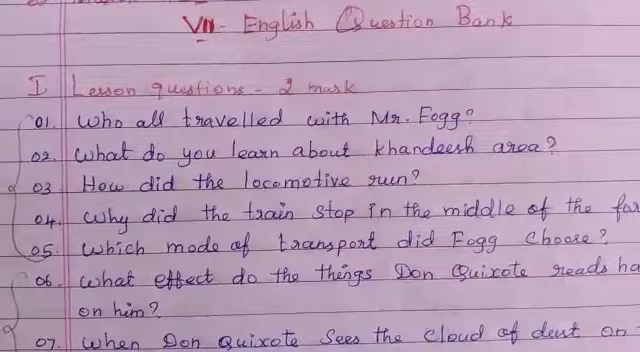 VII - English Question Bank
I Lesson questions - 2 mark
01. Who all travelled with Mr. Fogg?
02. What do you learn about Khandeesh area?
03 How did the locomotive run?
04. Why did the train stop in the middle of the
05. Which mode of transport did Fogg choose?
06. What effect do the things Don Quixote reads
on him?
07. When Don Quixote sees the cloud of dust on